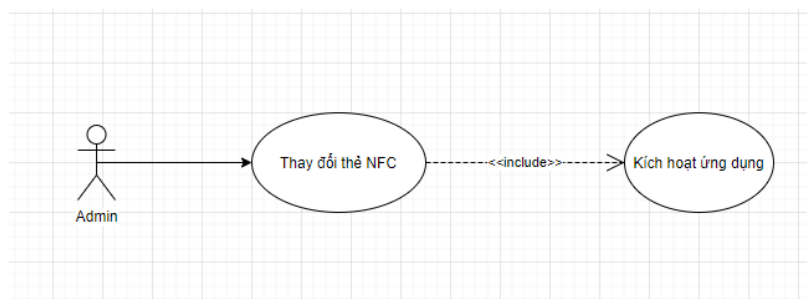 Admin
Thay đổi thẻ NFC
<<include>>
Kích hoạt ứng dụng